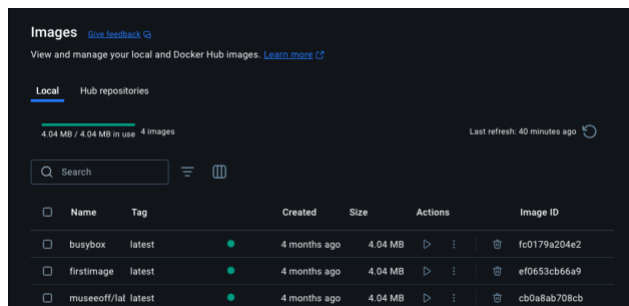 Images Give feedback
View and manage your local and Docker Hub images. Learn more
Local Hub repositories
4.04 MB / 4.04 MB in use 4 images Last refresh: 40 minutes ago
Search
Name Tag Created Size Actions Image ID
busybox latest 4 months ago 4.04 MB fc0179a204e2
firstimage latest 4 months ago 4.04 MB ef0653cb66a9
museeoff/lal latest 4 months ago 4.04 MB cb0a8ab708cb